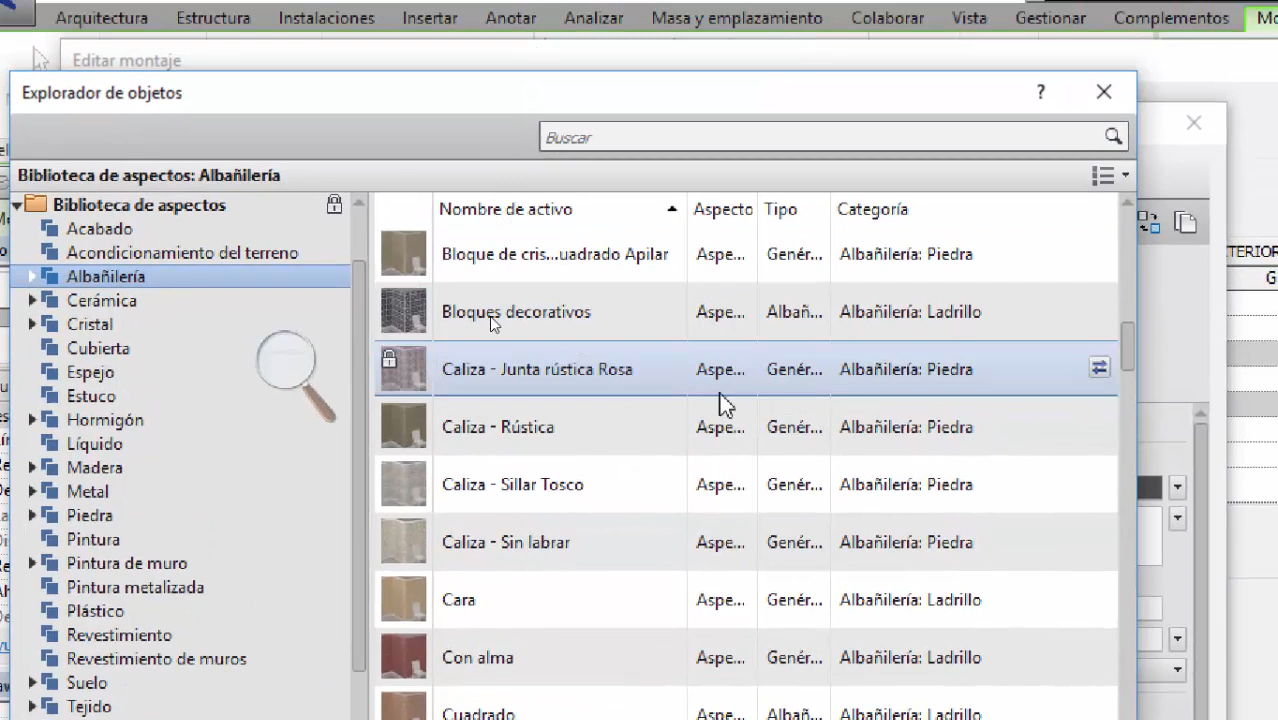 Arquitectura Estructura Instalaciones Insertar Anotar Analizar Masa y emplazamiento Colaborar Vista Gestionar Complementos
Editar montaje
Explorador de objetos ?
Buscar
Biblioteca de aspectos: Albañilería
Biblioteca de aspectos
Acabado
Acondicionamiento del terreno
Albañilería
Cerámica
Cristal
Cubierta
Espejo
Estuco
Hormigón
Líquido
Madera
Metal
Piedra
Pintura
Pintura de muro
Pintura metalizada
Plástico
Revestimiento
Revestimiento de muros
Suelo
Tejido
Nombre de activo Aspecto Tipo Categoría
Bloque de cris...uadrado Apilar Aspe... Genér... Albañilería: Piedra
Bloques decorativos Aspe... Albañ... Albañilería: Ladrillo
Caliza - Junta rústica Rosa Aspe... Genér... Albañilería: Piedra
Caliza - Rústica Aspe... Genér... Albañilería: Piedra
Caliza - Sillar Tosco Aspe... Genér... Albañilería: Piedra
Caliza - Sin labrar Aspe... Genér... Albañilería: Piedra
Cara Aspe... Genér... Albañilería: Ladrillo
Con alma Aspe... Genér... Albañilería: Ladrillo
Cuadrado Aspe... Albañ... Albañilería: Ladrillo